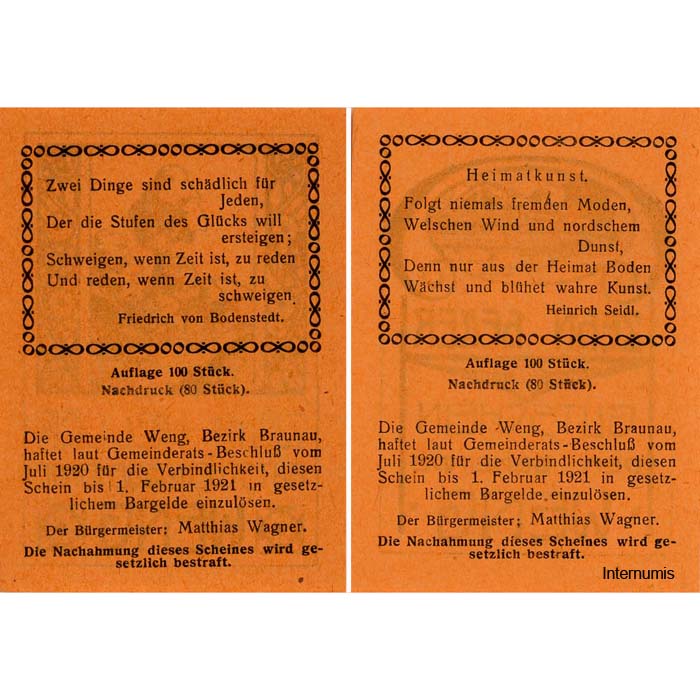 Zwei Dinge sind schädlich für
Jeden,
Der die Stufen des Glücks will
ersteigen;
Schweigen, wenn Zeit ist, zu reden
Und reden, wenn Zeit ist, zu
schweigen
Friedrich von Bodenstedt.
Auflage 100 Stück.
Nachdruck (80 Stück).
Die Gemeinde Weng, Bezirk Braunau,
haftet laut Gemeinderats-Beschluß vom
Juli 1920 für die Verbindlichkeit, diesen
Schein bis 1. Februar 1921 in gesetz-
lichem Bargelde einzulösen.
Der Bürgermeister: Matthias Wagner.
Die Nachahmung dieses Scheines wird ge-
setzlich bestraft.
Heimatkunst.
Folgt niemals fremden Moden,
Welschen Wind und nordschem
Dunst,
Denn nur aus der Heimat Boden
Wächst und blühet wahre Kunst.
Heinrich Seidl.
Auflage 100 Stück.
Nachdruck (80 Stück).
Die Gemeinde Weng, Bezirk Braunau,
haftet laut Gemeinderats-Beschluß vom
Juli 1920 für die Verbindlichkeit, diesen
Schein bis 1. Februar 1921 in gesetz-
lichem Bargelde einzulösen.
Der Bürgermeister: Matthias Wagner.
Die Nachahmung dieses Scheines wird ge-
setzlich bestraft.
Internumis